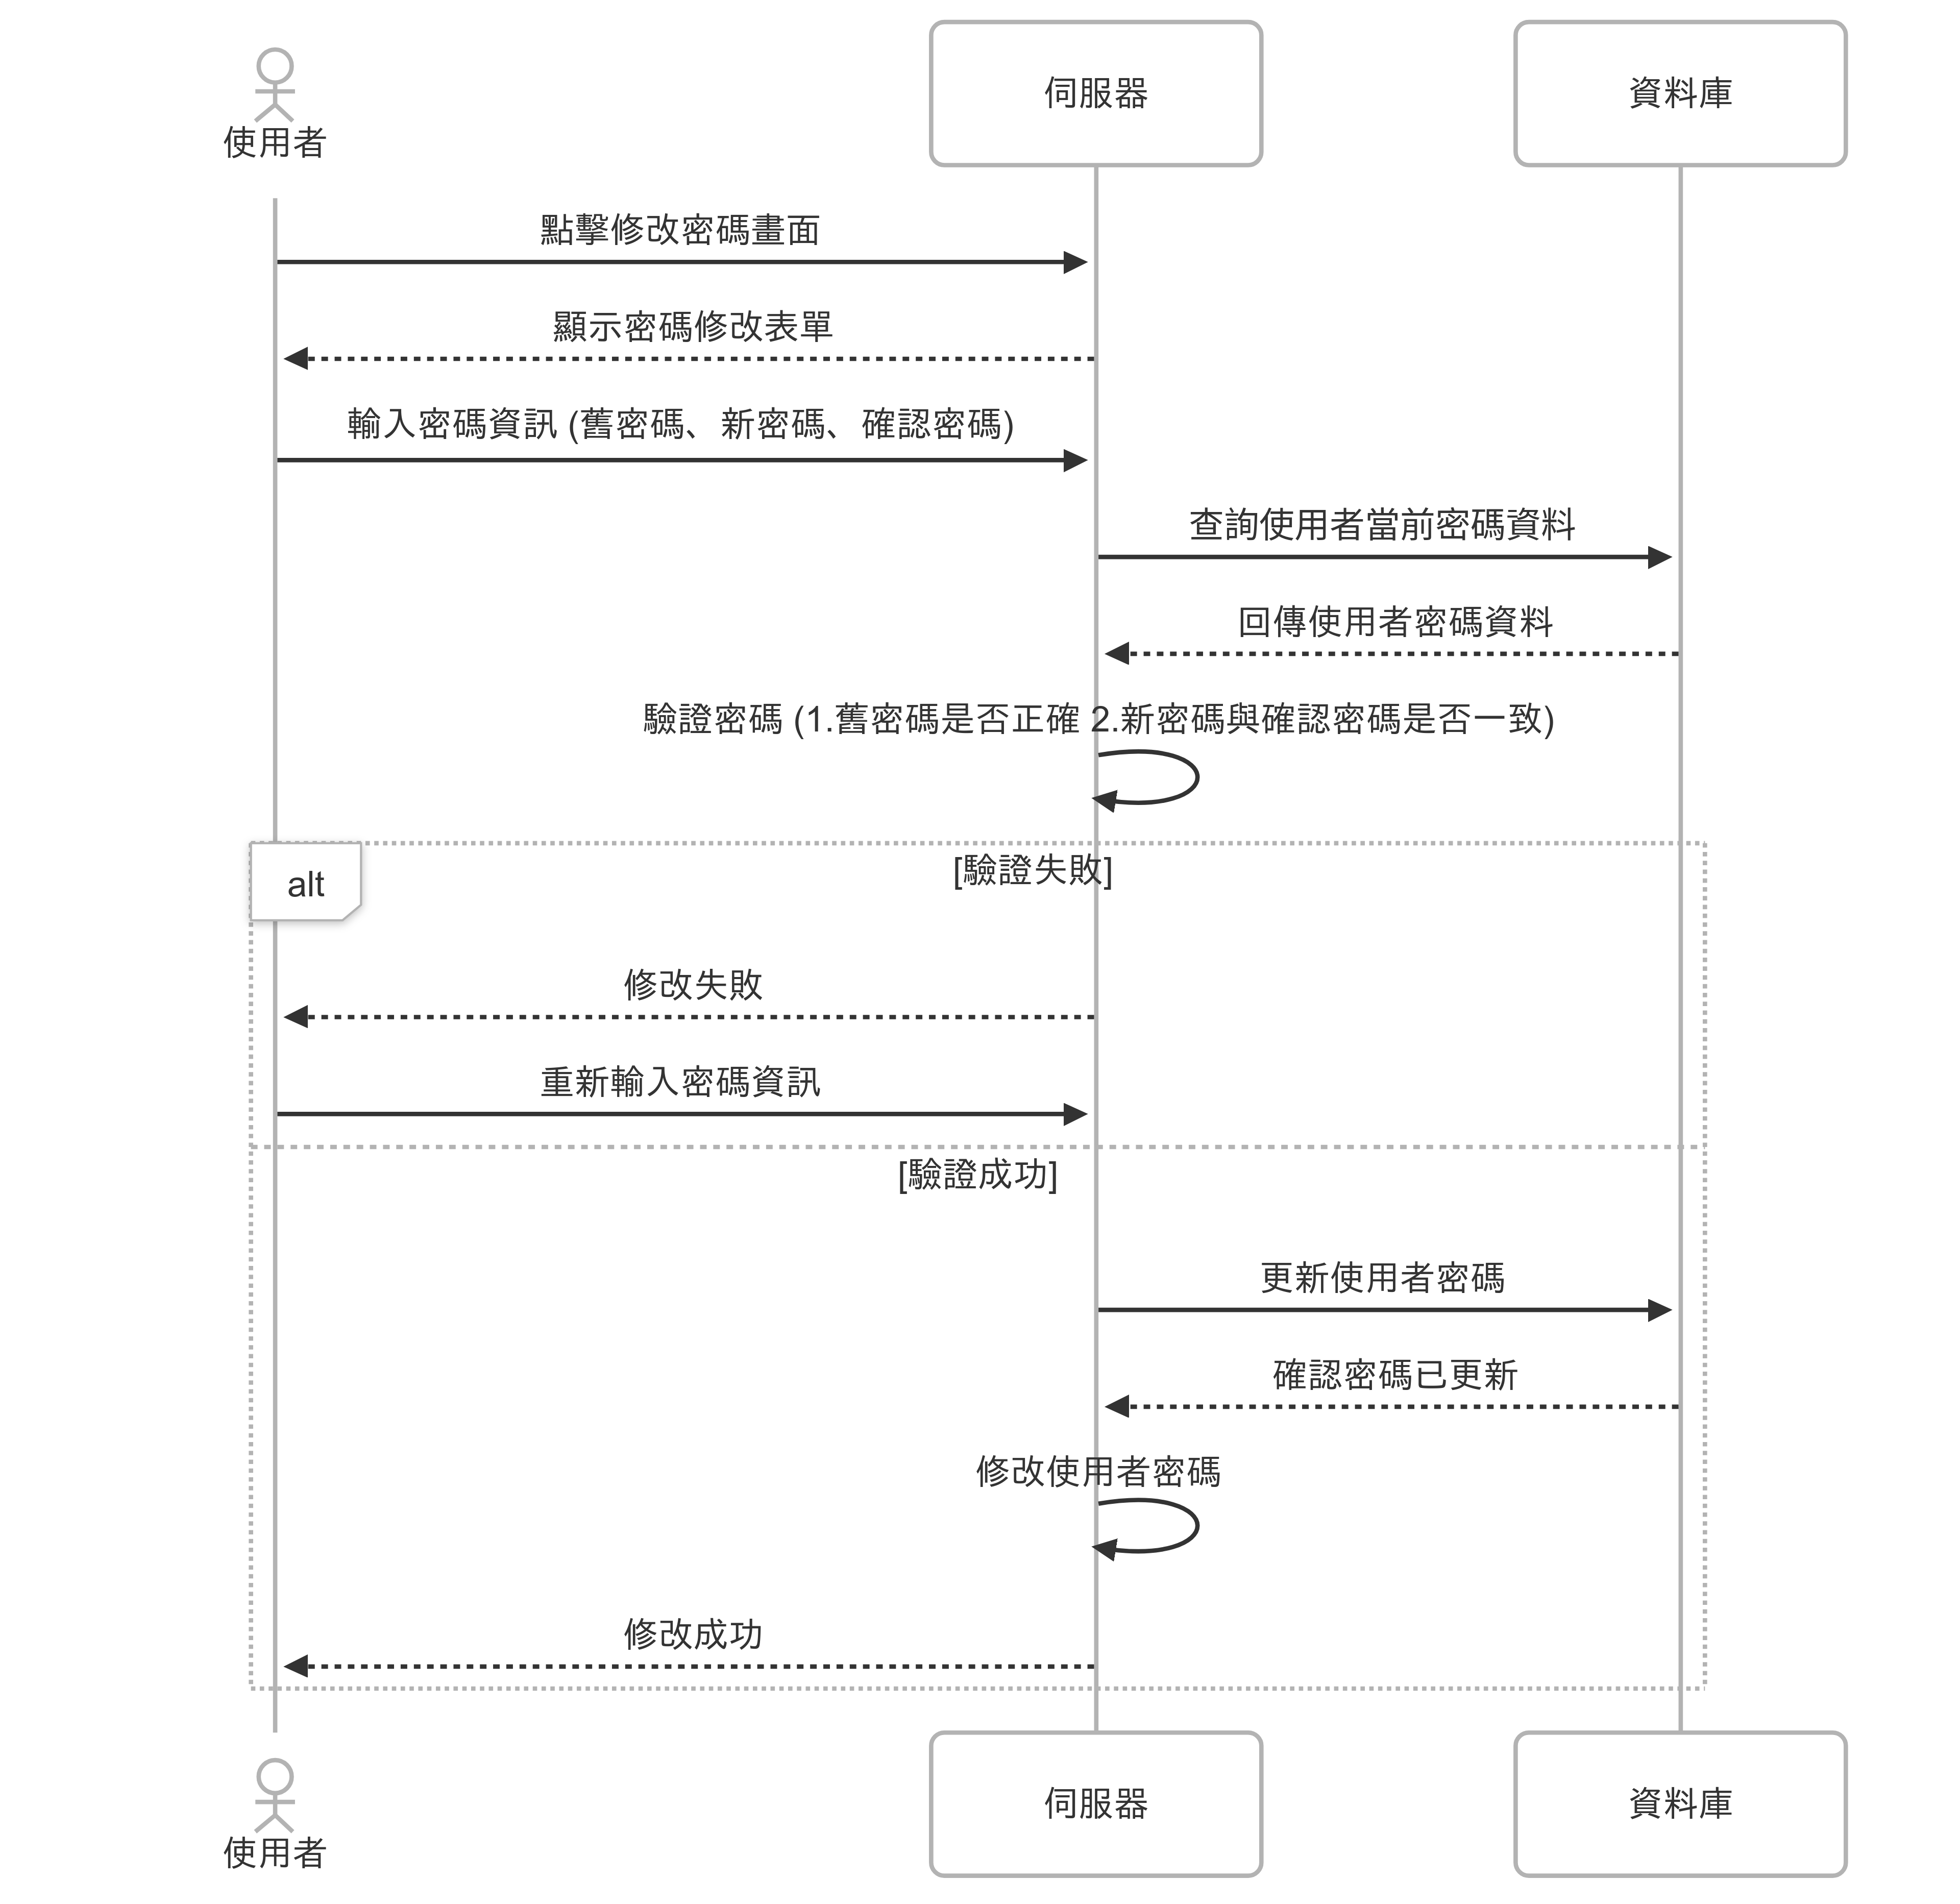 使用者
伺服器
資料庫
點擊修改密碼畫面
顯示密碼修改表單
輸入密碼資訊 (舊密碼、新密碼、確認密碼)
查詢使用者當前密碼資料
回傳使用者密碼資料
驗證密碼 (1.舊密碼是否正確 2.新密碼與確認密碼是否一致)
alt
[驗證失敗]
修改失敗
重新輸入密碼資訊
[驗證成功]
更新使用者密碼
確認密碼已更新
修改使用者密碼
修改成功
使用者
伺服器
資料庫